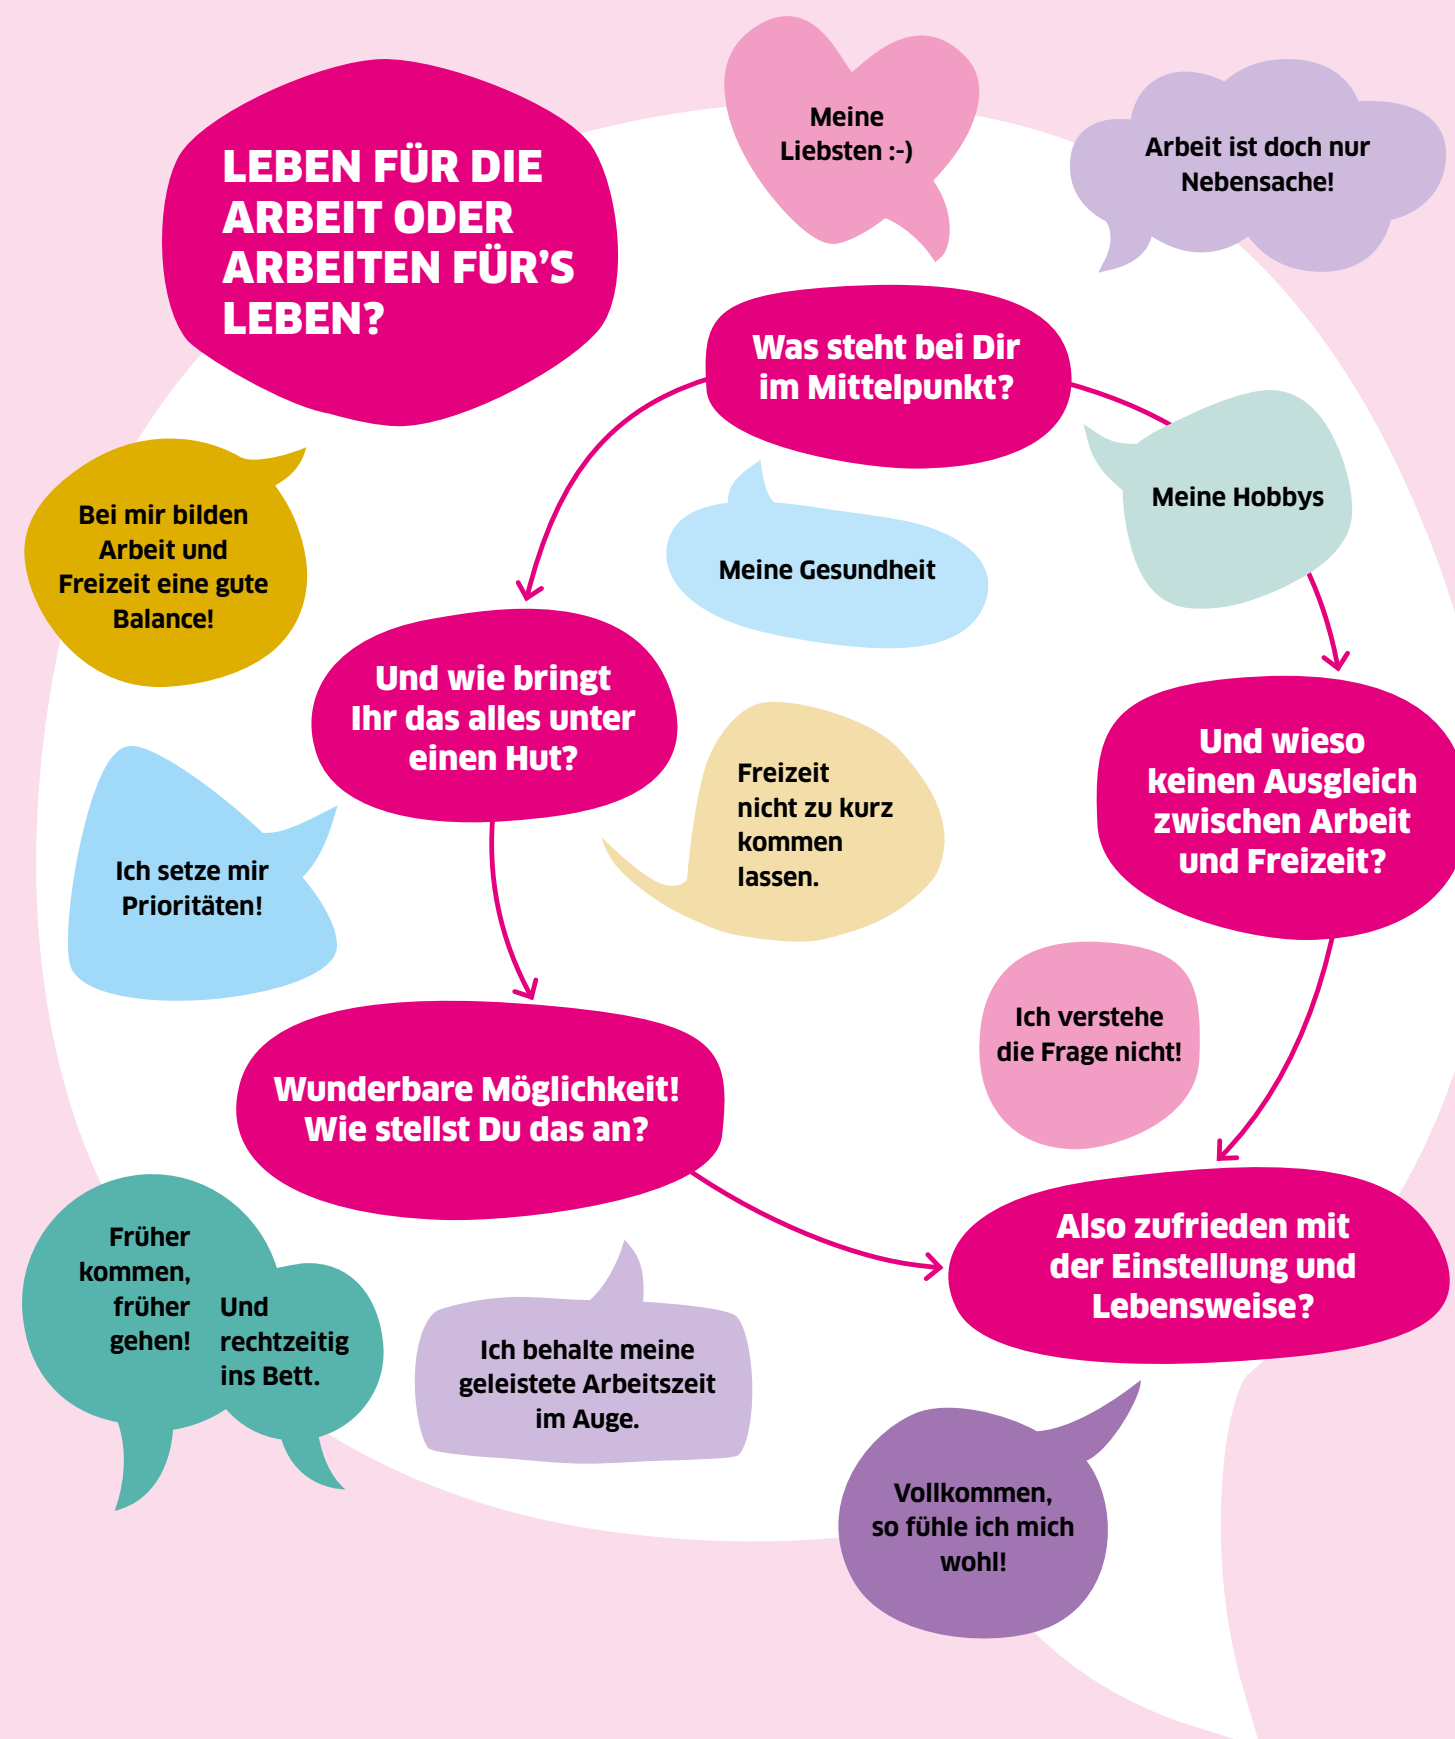 LEBEN FÜR DIE
ARBEIT ODER
ARBEITEN FÜR’S
LEBEN?
Meine
Liebsten :-)
Arbeit ist doch nur
Nebensache!
Was steht bei Dir
im Mittelpunkt?
Meine Hobbys
Meine Gesundheit
Bei mir bilden
Arbeit und
Freizeit eine gute
Balance!
Und wie bringt
Ihr das alles unter
einen Hut?
Freizeit
nicht zu kurz
kommen
lassen.
Und wieso
keinen Ausgleich
zwischen Arbeit
und Freizeit?
Ich setze mir
Prioritäten!
Ich verstehe
die Frage nicht!
Wunderbare Möglichkeit!
Wie stellst Du das an?
Also zufrieden mit
der Einstellung und
Lebensweise?
Früher
kommen,
früher
gehen!
Und
rechtzeitig
ins Bett.
Ich behalte meine
geleistete Arbeitszeit
im Auge.
Vollkommen,
so fühle ich mich
wohl!